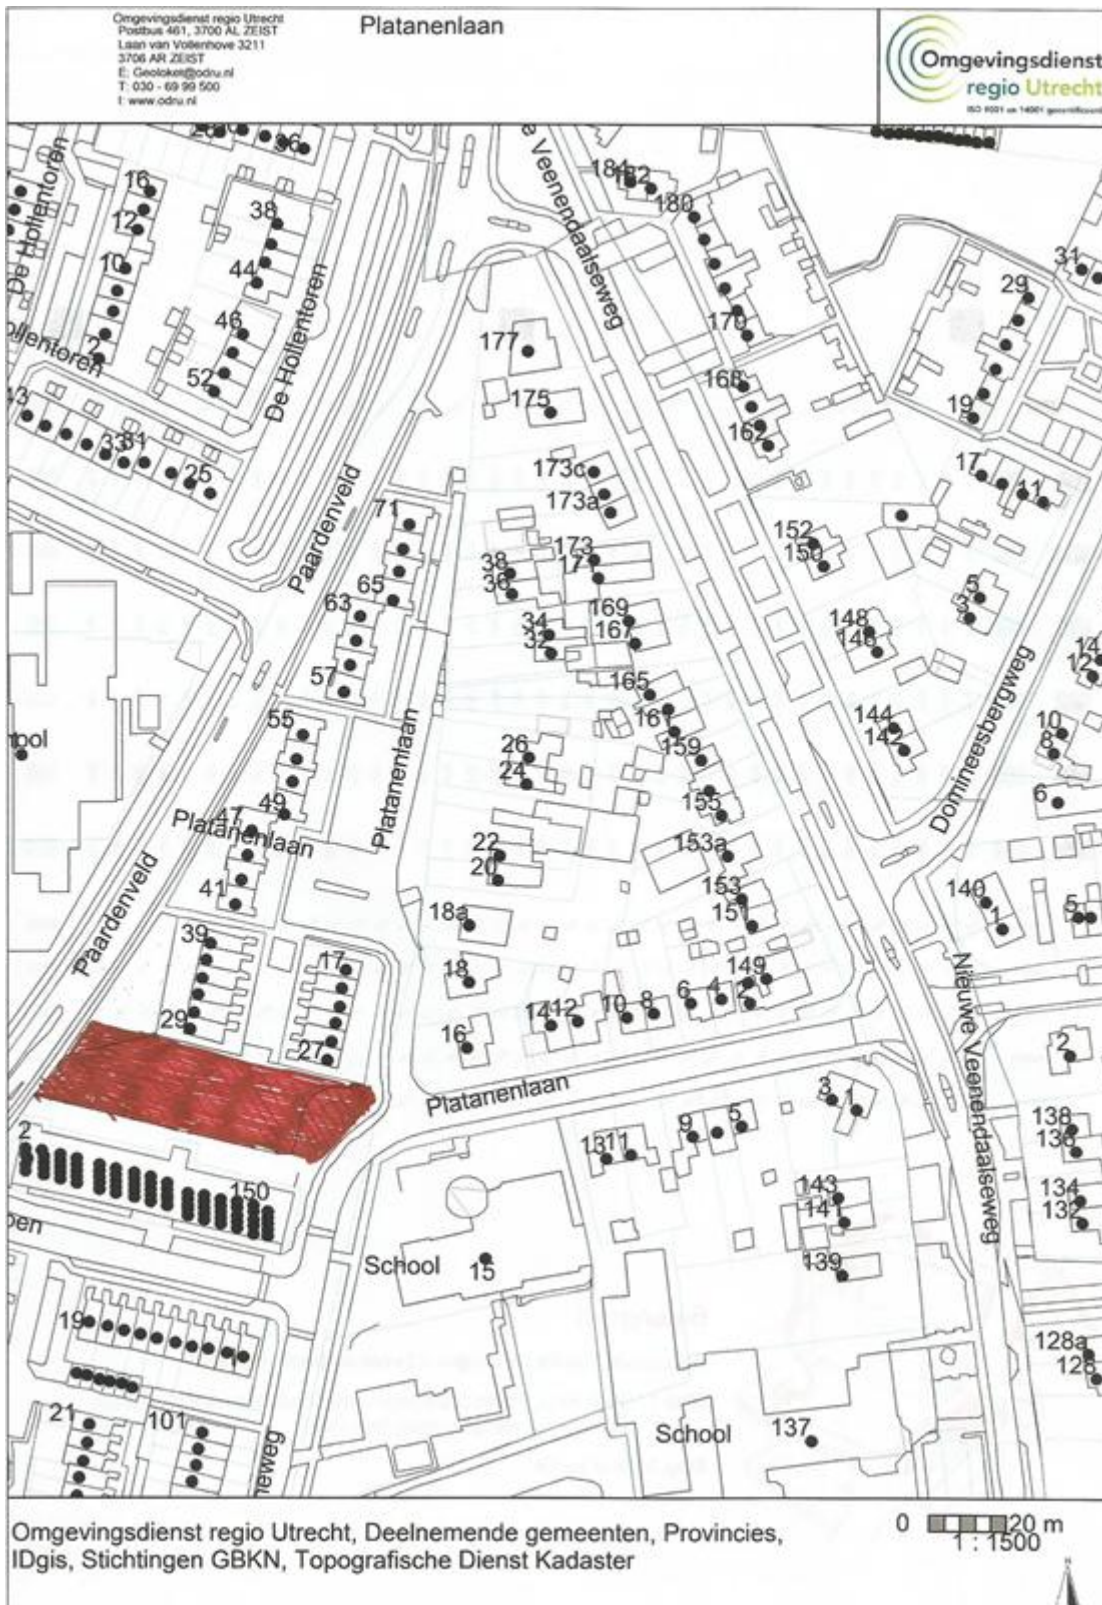 Omgevingsdienst regio Utrecht
Postbus 461, 3700 AL ZEIST
Laan van Vollenhove 3211
3706 AR ZEIST
E: Geoloket@odru.nl
T: 030 - 69 99 500
I: www.odru.nl
Platanenlaan
Omgevingsdienst
regio Utrecht
184 182
180
De Hollentoren
16
12
10
2
38
44
46
52
De Hollentoren
Veenendaalseweg
31
29
19
177
170
175
168
162
33 31
25
Paardenveld
71
173c
173a
17
11
152
150
38
36
173
65
63
34
32
169
167
5
3
148
57
14
12
165
161
Domineesbergweg
Platanenlaan
55
26
24
159
155
144
142
10
8
6
49
47
Platanenlaan
22
20
153a
41
18a
153
140
1
5
Paardenveld
39
17
18
149
Nieuwe Veenendaalseweg
29
27
16
14 12
10 8
6 4 2
2
Platanenlaan
3 1
9 5
13 11
138
136
2
150
143
141
134
132
School
15
139
19
128a
128
21
101
School
137
Omgevingsdienst regio Utrecht, Deelnemende gemeenten, Provincies,
IDgis, Stichtingen GBKN, Topografische Dienst Kadaster
0 20 m
1 : 1500